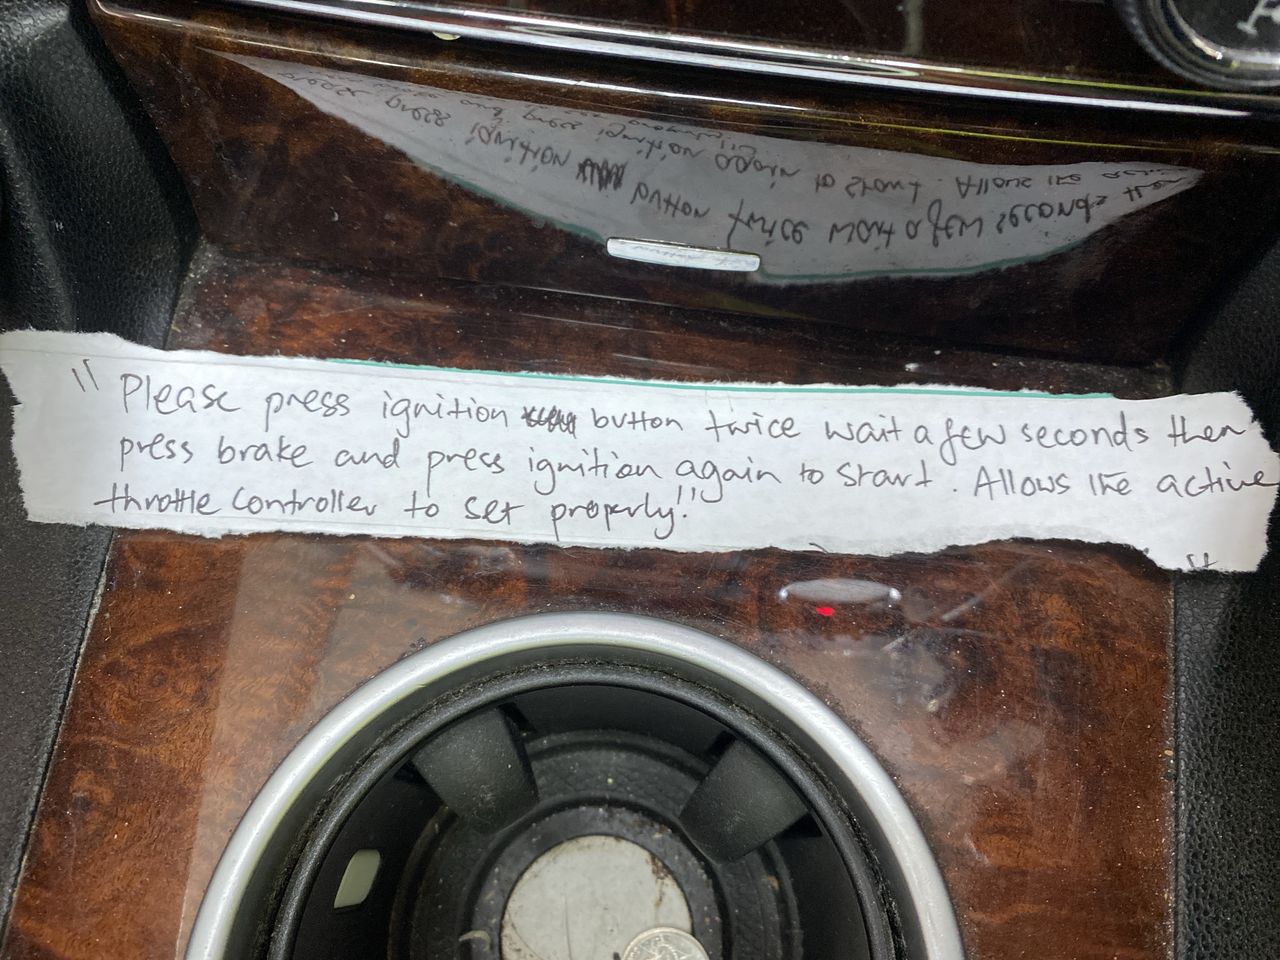 " Please press ignition button twice wait a few seconds then
press brake and press ignition again to start. Allows the active
throttle controller to set properly!"